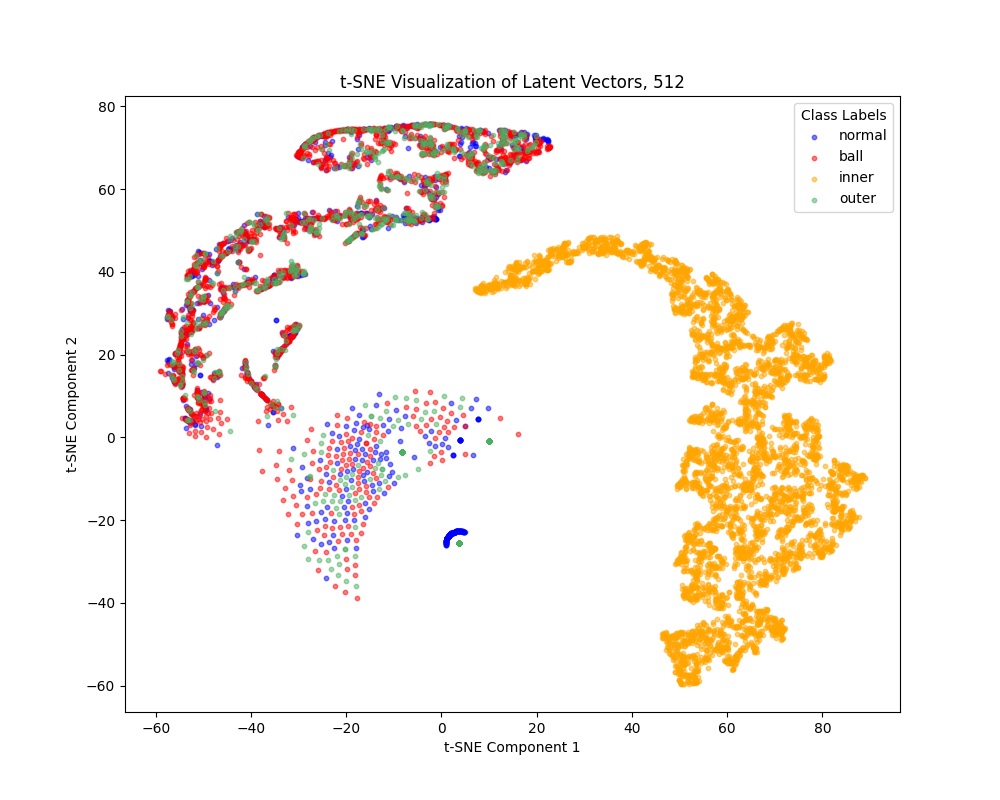 t-SNE Visualization of Latent Vectors, 512
Class Labels
normal
ball
inner
outer
80
60
40
20
0
−20
−40
−60
t-SNE Component 2
−60
−40
−20
0
20
40
60
80
t-SNE Component 1